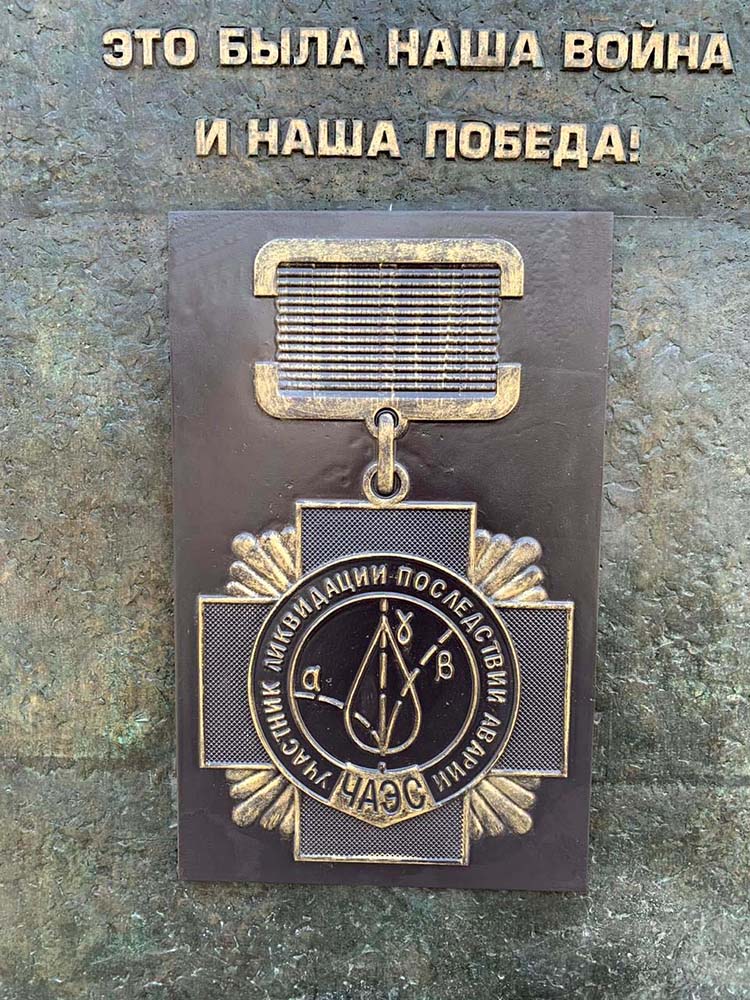 ЭТО БЫЛА НАША ВОЙНА
И НАША ПОБЕДА!
УЧАСТНИК ЛИКВИДАЦИИ ПОСЛЕДСТВИЙ АВАРИИ
α γ β
ЧАЭС